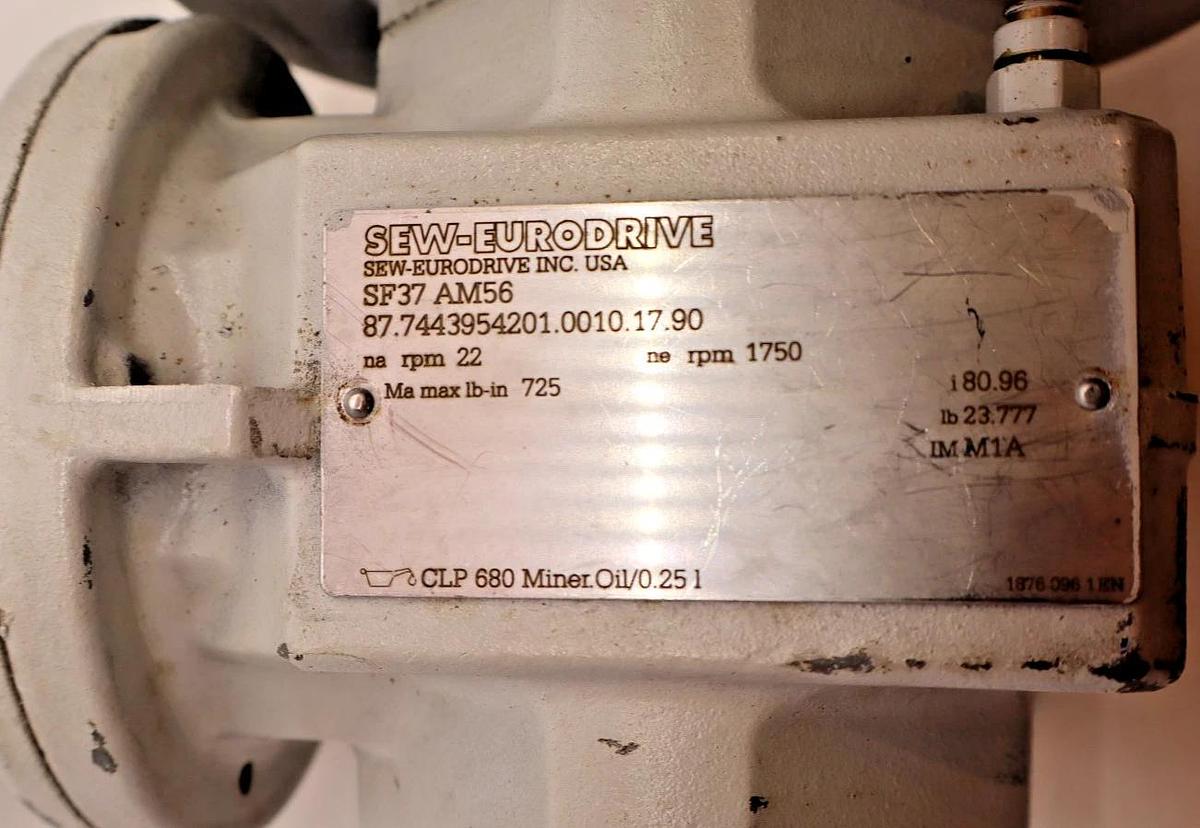 SEW-EURODRIVE
SEW-EURODRIVE INC. USA
SF37 AM56
87.7443954201.0010.17.90
na rpm 22 ne rpm 1750
Ma max lb-in 725 i 80.96
lb 23.777
IM M1A
CLP 680 Miner.Oil/0.25 l 1876 096 1 EN